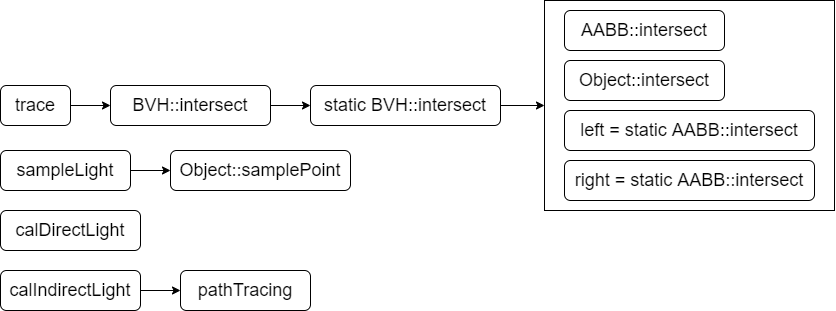 trace
BVH::intersect
static BVH::intersect
AABB::intersect
Object::intersect
left = static AABB::intersect
right = static AABB::intersect
sampleLight
Object::samplePoint
calDirectLight
calIndirectLight
pathTracing